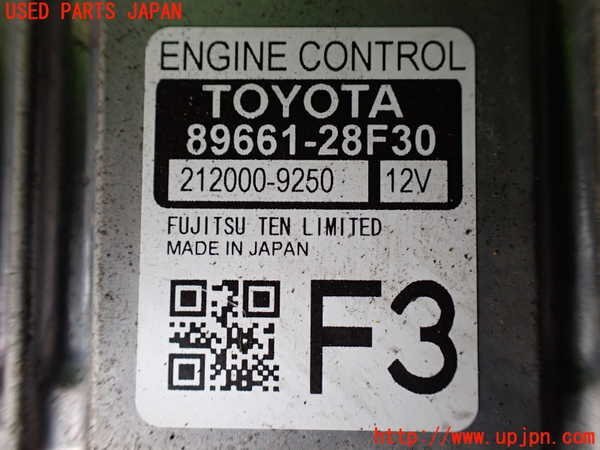 USED PARTS JAPAN
ENGINE CONTROL
TOYOTA
89661-28F30
212000-9250 12V
FUJITSU TEN LIMITED
MADE IN JAPAN
F3
http://www.upjpn.com/